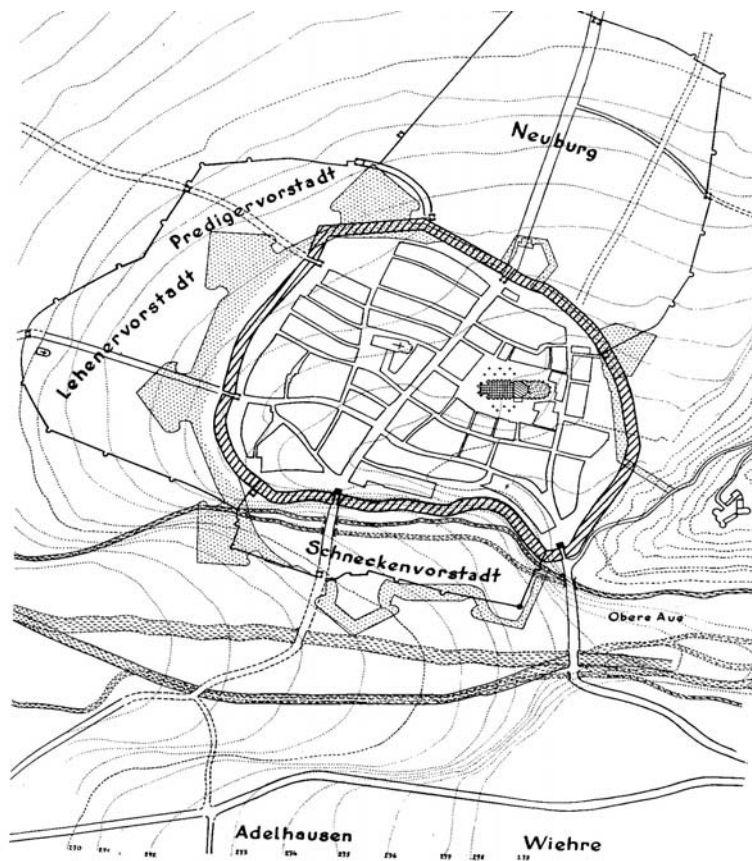 Neuburg
Predigervorstadt
Lehenervorstadt
Schneckenvorstadt
Obere Aue
Adelhausen
Wiehre